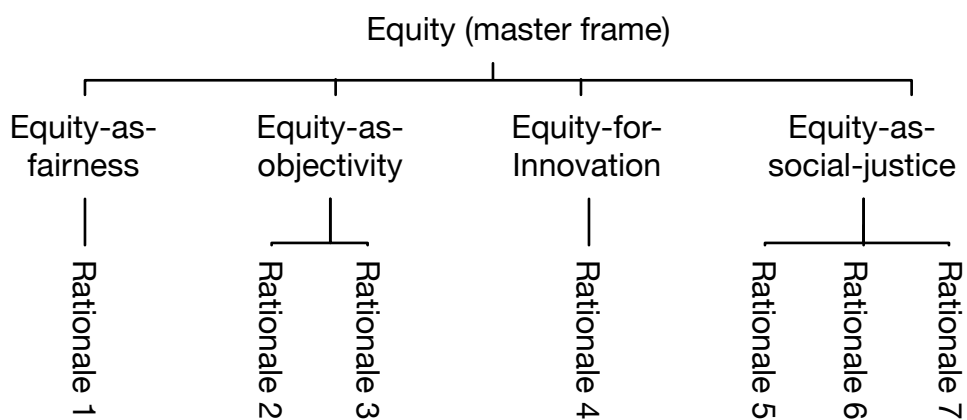 Equity (master frame)
Equity-as-
fairness
Equity-as-
objectivity
Equity-for-
Innovation
Equity-as-
social-justice
Rationale 1
Rationale 2
Rationale 3
Rationale 4
Rationale 5
Rationale 6
Rationale 7